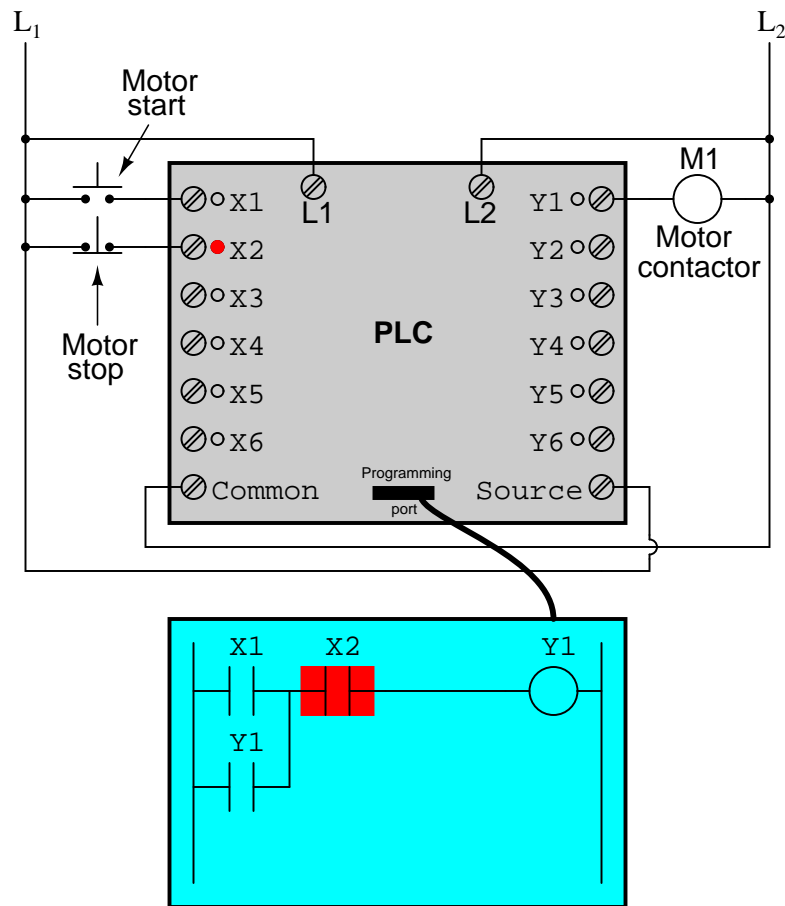 L1
L2
Motor
start
M1
X1
L1
L2
Y1
X2
Y2
Motor
contactor
X3
Y3
Motor
stop
X4
PLC
Y4
X5
Y5
X6
Y6
Programming
port
Common
Source
X1
X2
Y1
Y1